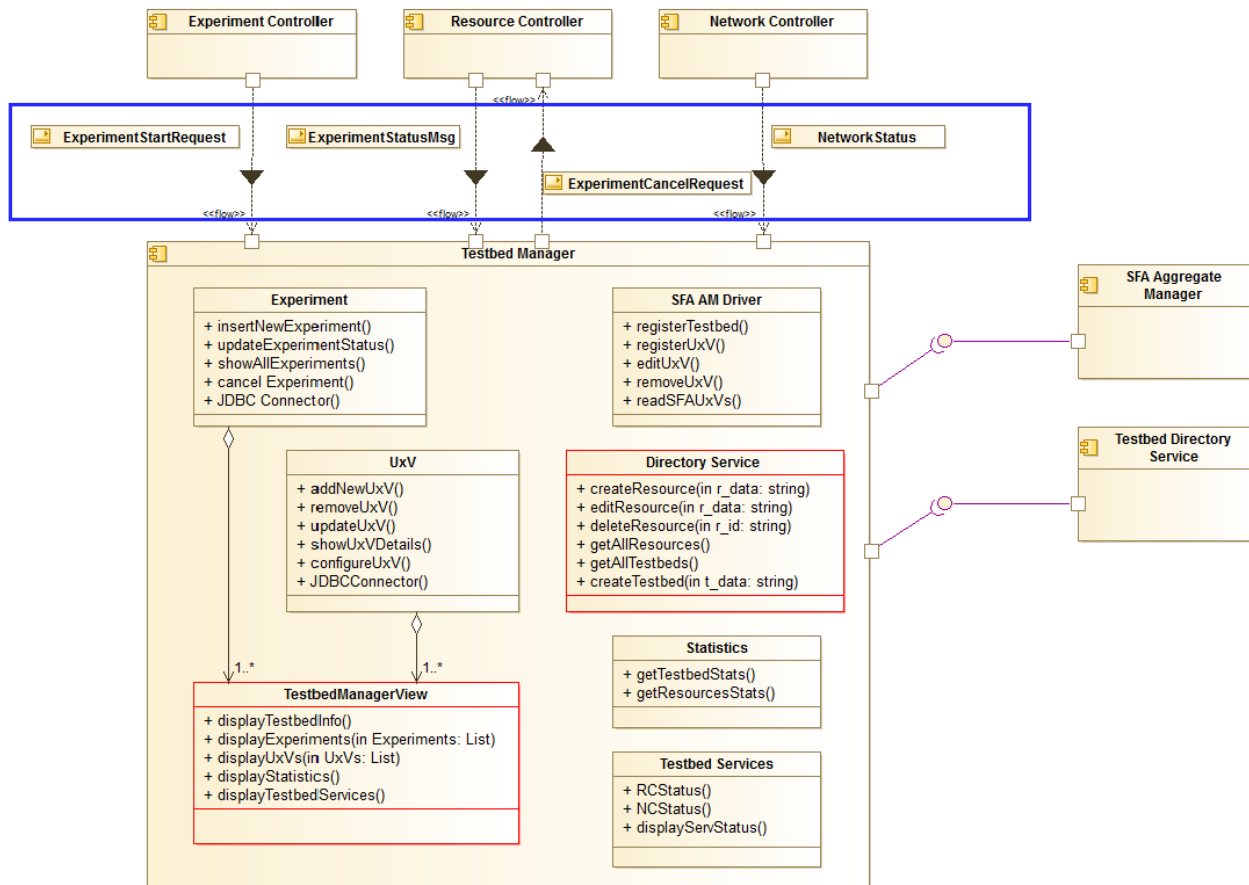 Experiment Controller
Resource Controller
Network Controller
<<flow>>
ExperimentStartRequest
ExperimentStatusMsg
NetworkStatus
ExperimentCancelRequest
<<flow>>
<<flow>>
<<flow>>
Testbed Manager
Experiment
+ insertNewExperiment()
+ updateExperimentStatus()
+ showAllExperiments()
+ cancel Experiment()
+ JDBC Connector()
SFA AM Driver
+ registerTestbed()
+ registerUxV()
+ editUxV()
+ removeUxV()
+ readSFAUxVs()
SFA Aggregate
Manager
UxV
+ addNewUxV()
+ removeUxV()
+ updateUxV()
+ showUxVDetails()
+ configureUxV()
+ JDBCConnector()
Directory Service
+ createResource(in r_data: string)
+ editResource(in r_data: string)
+ deleteResource(in r_id: string)
+ getAllResources()
+ getAllTestbeds()
+ createTestbed(in t_data: string)
Testbed Directory
Service
1..*
1..*
TestbedManagerView
+ displayTestbedInfo()
+ displayExperiments(in Experiments: List)
+ displayUxVs(in UxVs: List)
+ displayStatistics()
+ displayTestbedServices()
Statistics
+ getTestbedStats()
+ getResourcesStats()
Testbed Services
+ RCStatus()
+ NCStatus()
+ displayServStatus()